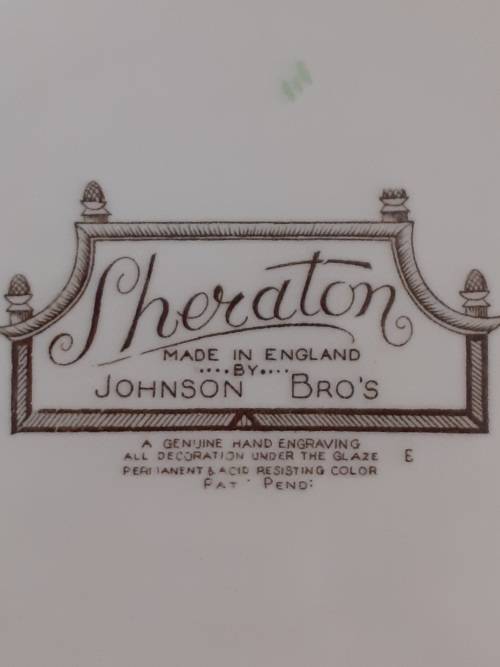 Sheraton
MADE IN ENGLAND
....BY....
JOHNSON BRO'S
A GENUINE HAND ENGRAVING
ALL DECORATION UNDER THE GLAZE E
PERMANENT & ACID RESISTING COLOR
PAT PEND: